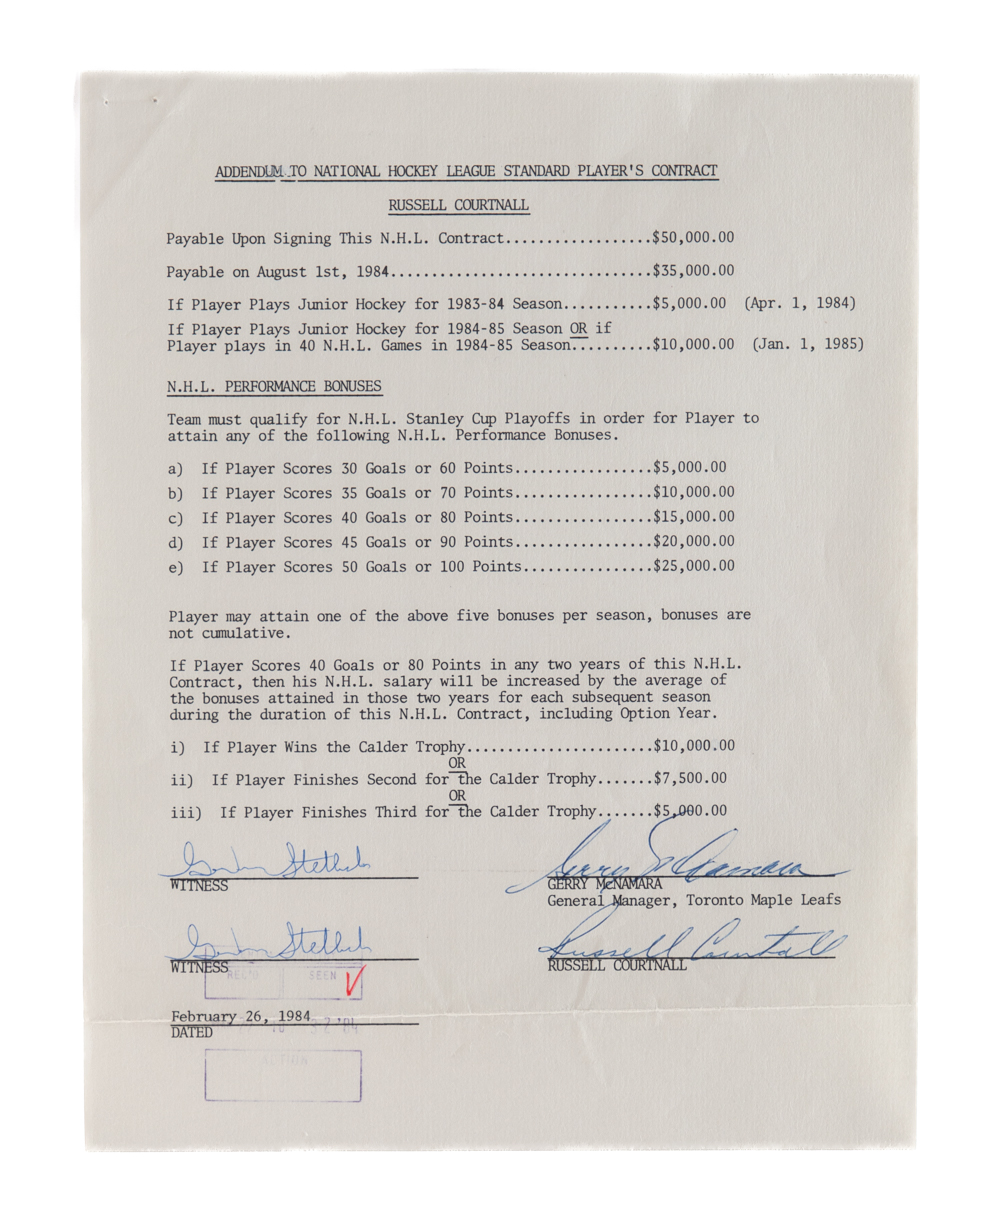 ADDENDUM TO NATIONAL HOCKEY LEAGUE STANDARD PLAYER'S CONTRACT
RUSSELL COURTNALL
Payable Upon Signing This N.H.L. Contract..................$50,000.00
Payable on August 1st, 1984................................$35,000.00
If Player Plays Junior Hockey for 1983-84 Season...........$5,000.00 (Apr. 1, 1984)
If Player Plays Junior Hockey for 1984-85 Season OR if
Player plays in 40 N.H.L. Games in 1984-85 Season..........$10,000.00 (Jan. 1, 1985)
N.H.L. PERFORMANCE BONUSES
Team must qualify for N.H.L. Stanley Cup Playoffs in order for Player to
attain any of the following N.H.L. Performance Bonuses.
a) If Player Scores 30 Goals or 60 Points.................$5,000.00
b) If Player Scores 35 Goals or 70 Points.................$10,000.00
c) If Player Scores 40 Goals or 80 Points.................$15,000.00
d) If Player Scores 45 Goals or 90 Points.................$20,000.00
e) If Player Scores 50 Goals or 100 Points................$25,000.00
Player may attain one of the above five bonuses per season, bonuses are
not cumulative.
If Player Scores 40 Goals or 80 Points in any two years of this N.H.L.
Contract, then his N.H.L. salary will be increased by the average of
the bonuses attained in those two years for each subsequent season
during the duration of this N.H.L. Contract, including Option Year.
i) If Player Wins the Calder Trophy.......................$10,000.00
OR
ii) If Player Finishes Second for the Calder Trophy.......$7,500.00
OR
iii) If Player Finishes Third for the Calder Trophy.......$5,000.00
Gerry McNamara
WITNESS
GERRY McNAMARA
General Manager, Toronto Maple Leafs
Russell Courtnall
WITNESS
RUSSELL COURTNALL
REC'D SEEN
February 26, 1984
DATED
ACTION